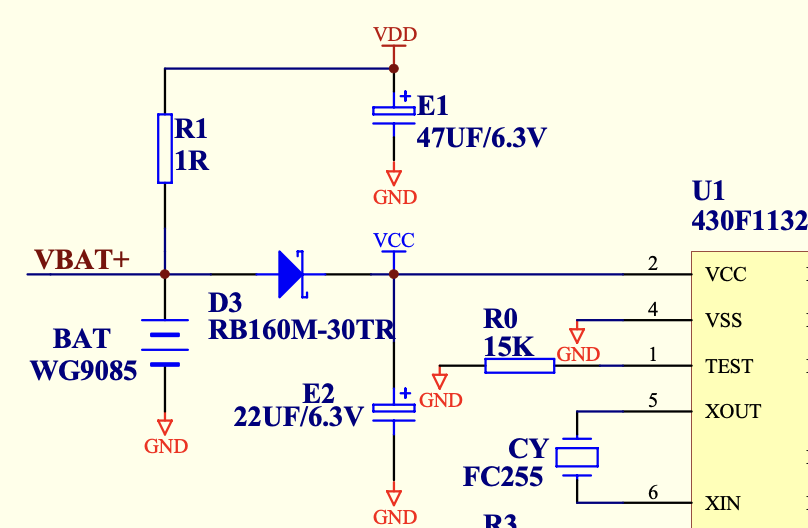 VDD
+
E1
47UF/6.3V
GND
R1
1R
U1
430F1132
VBAT+
VCC
2
VCC
D3
RB160M-30TR
4
VSS
GND
R0
15K
1
TEST
GND
BAT
WG9085
GND
E2
22UF/6.3V
+
GND
5
XOUT
CY
FC255
6
XIN
R3